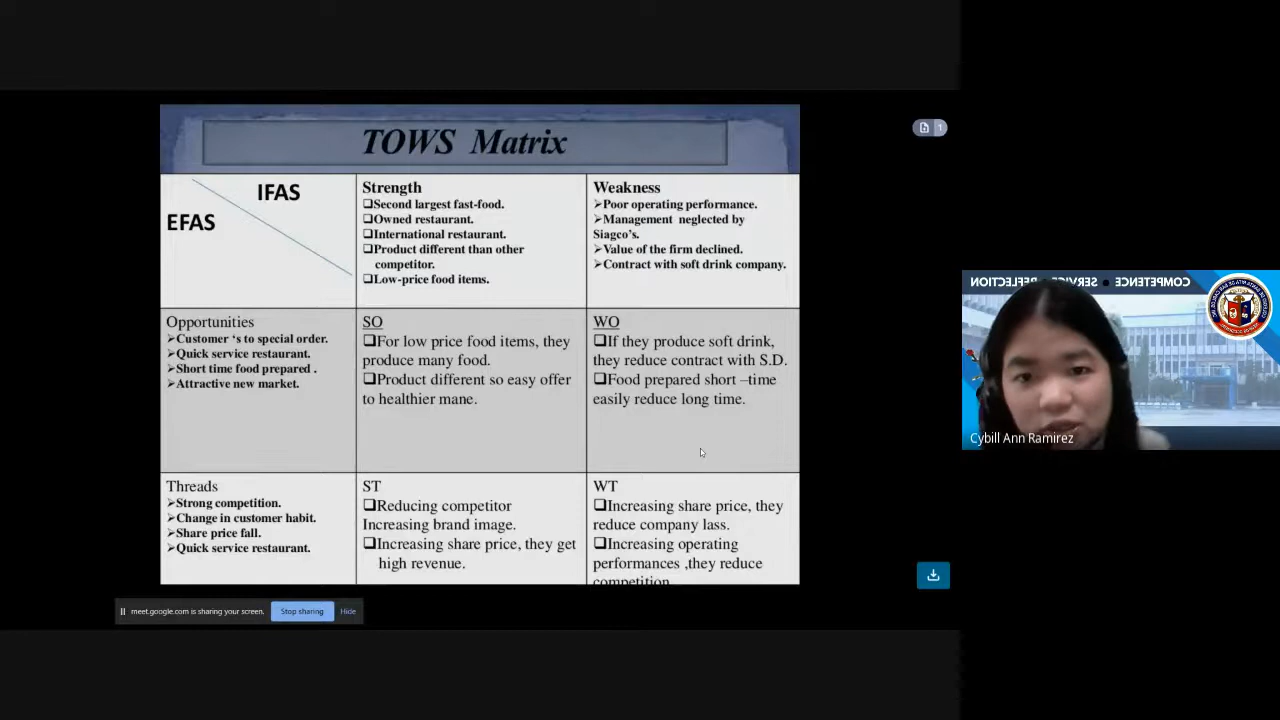 TOWS Matrix
IFAS
EFAS
Strength
❑Second largest fast-food.
❑Owned restaurant.
❑International restaurant.
❑Product different than other
competitor.
❑Low-price food items.
Weakness
➢Poor operating performance.
➢Management neglected by
Siagco's.
➢Value of the firm declined.
➢Contract with soft drink company.
Opportunities
➢Customer 's to special order.
➢Quick service restaurant.
➢Short time food prepared .
➢Attractive new market.
SO
❑For low price food items, they
produce many food.
❑Product different so easy offer
to healthier mane.
WO
❑If they produce soft drink,
they reduce contract with S.D.
❑Food prepared short –time
easily reduce long time.
Threads
➢Strong competition.
➢Change in customer habit.
➢Share price fall.
➢Quick service restaurant.
ST
❑Reducing competitor
Increasing brand image.
❑Increasing share price, they get
high revenue.
WT
❑Increasing share price, they
reduce company lass.
❑Increasing operating
performances ,they reduce
competition
1
COMPETENCE • SERVICE • REFLECTION
Cybill Ann Ramirez
meet.google.com is sharing your screen.
Stop sharing
Hide